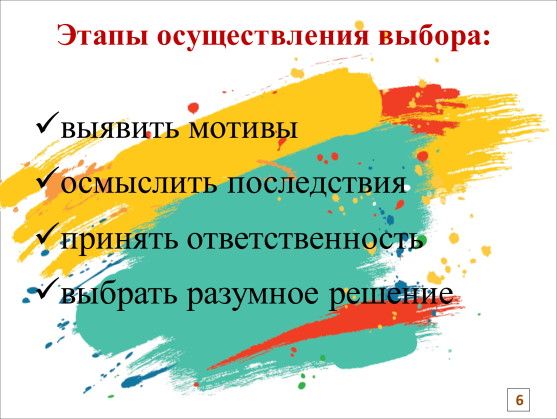 Этапы осуществления выбора:
✓выявить мотивы
✓осмыслить последствия
✓принять ответственность
✓выбрать разумное решение
6